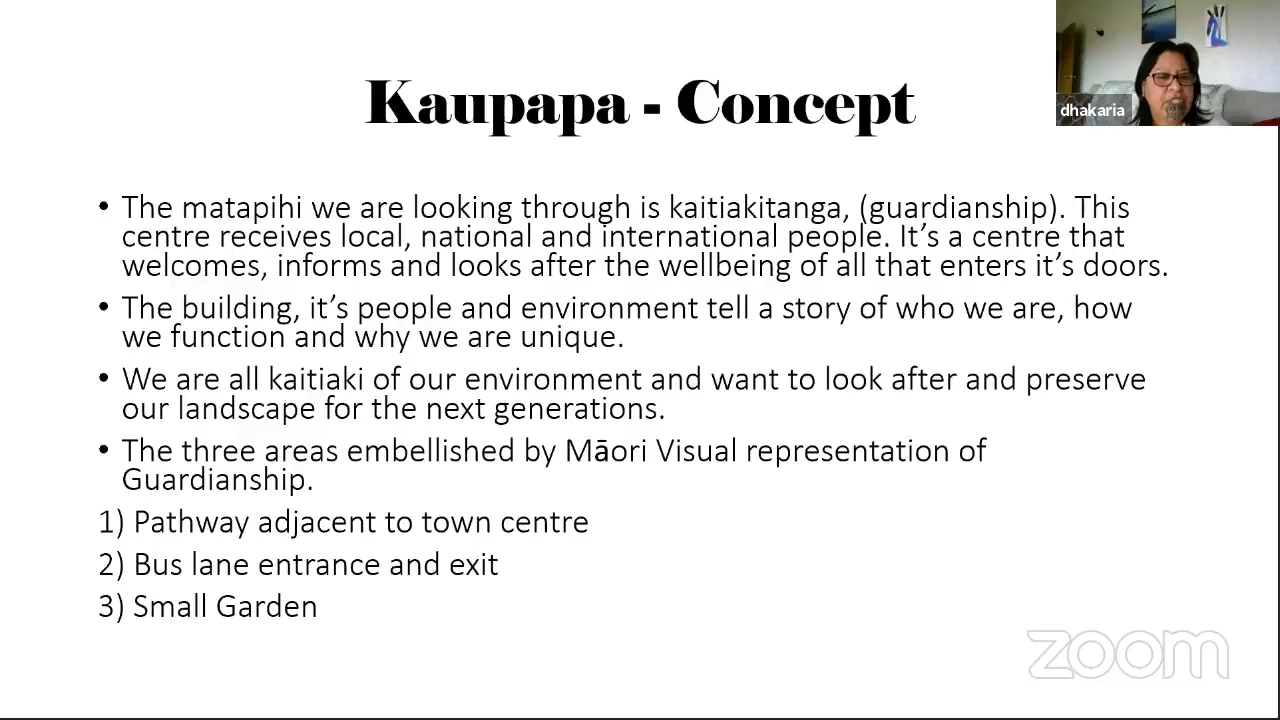 Kaupapa - Concept
dhakaria
• The matapihi we are looking through is kaitiakitanga, (guardianship). This
centre receives local, national and international people. It’s a centre that
welcomes, informs and looks after the wellbeing of all that enters it’s doors.
• The building, it’s people and environment tell a story of who we are, how
we function and why we are unique.
• We are all kaitiaki of our environment and want to look after and preserve
our landscape for the next generations.
• The three areas embellished by Māori Visual representation of
Guardianship.
1) Pathway adjacent to town centre
2) Bus lane entrance and exit
3) Small Garden
zoom